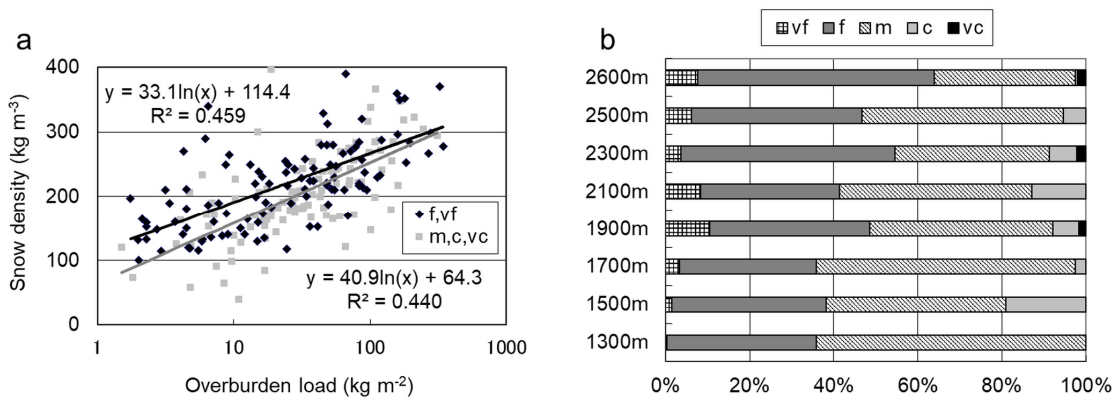 a
Snow density (kg m-3)
400
300
200
100
0
y = 33.1ln(x) + 114.4
R² = 0.459
f,vf
m,c,vc
y = 40.9ln(x) + 64.3
R² = 0.440
1 10 100 1000
Overburden load (kg m-2)
b
vf f m c vc
2600m
2500m
2300m
2100m
1900m
1700m
1500m
1300m
0% 20% 40% 60% 80% 100%